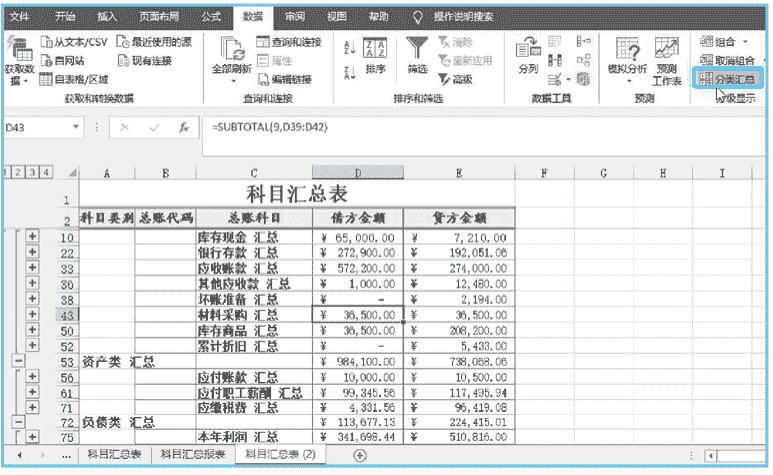 文件 开始 插入 页面布局 公式 数据 审阅 视图 帮助 操作说明搜索
从文本/CSV 最近使用的源 查询和连接 清除 组合
自网站 现有连接 属性 重新应用 取消组合
获取数据 自表格/区域 全部刷新 编辑链接 排序 筛选 高级 分列 模拟分析 预测工作表 分类汇总
获取和转换数据 查询和连接 排序和筛选 数据工具 预测 分级显示
D43 fx =SUBTOTAL(9,D39:D42)
1 2 3 4 A B C D E F G H I
1 科目汇总表
2 科目类别 总账代码 总账科目 借方金额 贷方金额
10 库存现金 汇总 ¥ 65,000.00 ¥ 7,210.00
22 银行存款 汇总 ¥ 272,900.00 ¥ 192,051.06
33 应收账款 汇总 ¥ 572,200.00 ¥ 274,000.00
36 其他应收款 汇总 ¥ 1,000.00 ¥ 12,480.00
38 坏账准备 汇总 ¥ - ¥ 2,194.00
43 材料采购 汇总 ¥ 36,500.00 ¥ 36,500.00
50 库存商品 汇总 ¥ 36,500.00 ¥ 208,200.00
52 累计折旧 汇总 ¥ - ¥ 5,433.00
53 资产类 汇总 ¥ 984,100.00 ¥ 738,068.06
56 应付账款 汇总 ¥ 10,000.00 ¥ 10,500.00
61 应付职工薪酬 汇总 ¥ 99,345.56 ¥ 117,495.94
71 应缴税费 汇总 ¥ 4,331.56 ¥ 96,419.08
72 负债类 汇总 ¥ 113,677.13 ¥ 224,415.01
75 本年利润 汇总 ¥ 341,698.44 ¥ 510,816.00
... 科目汇总表 科目汇总报表 科目汇总表 (2)